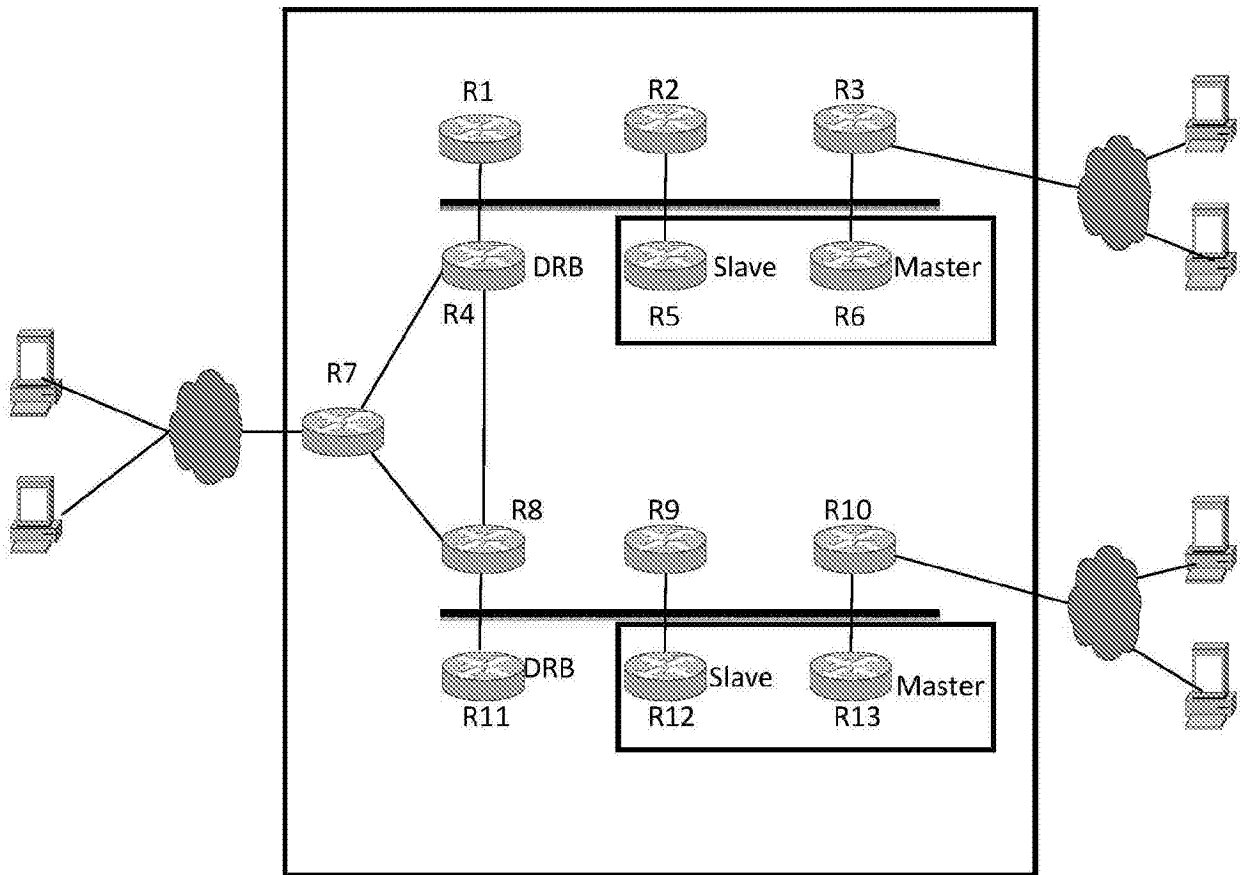 R1
R2
R3
DRB
Slave
Master
R4
R5
R6
R7
R8
R9
R10
DRB
Slave
Master
R11
R12
R13